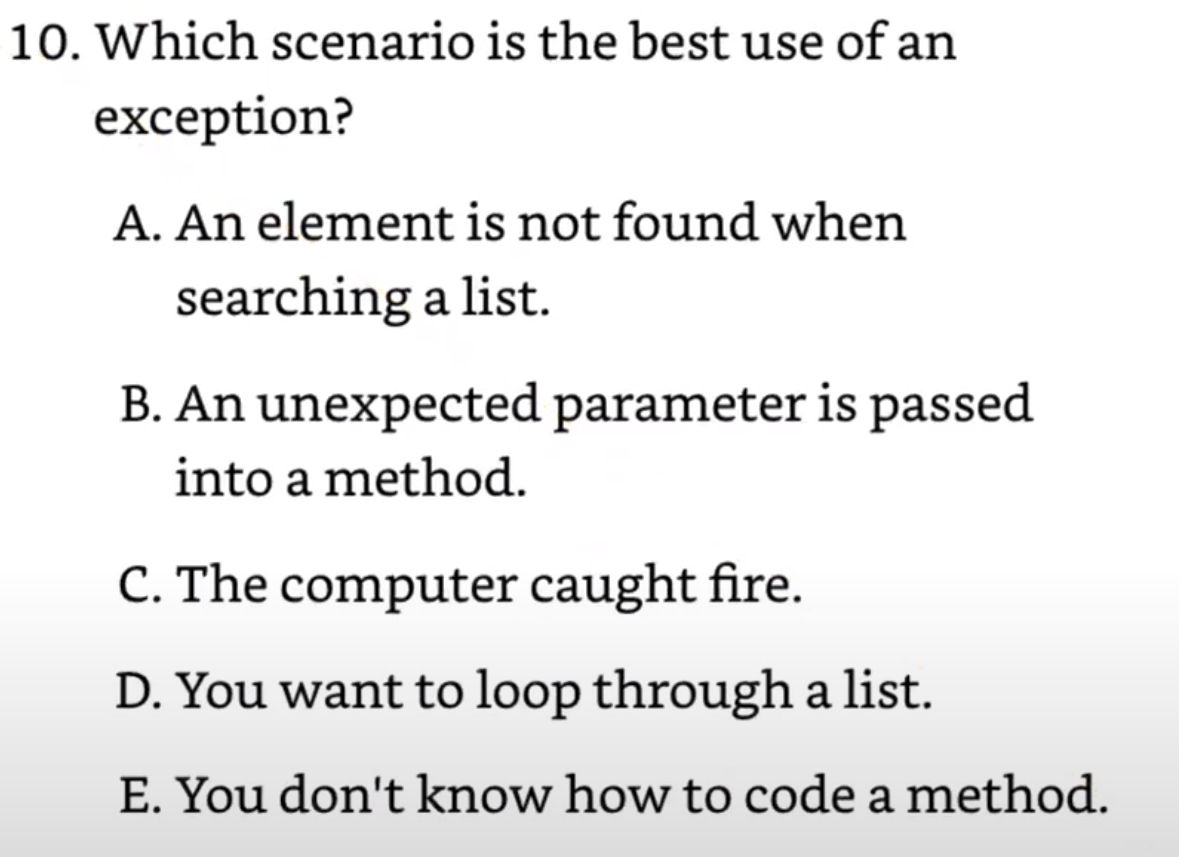 10. Which scenario is the best use of an
exception?
A. An element is not found when
searching a list.
B. An unexpected parameter is passed
into a method.
C. The computer caught fire.
D. You want to loop through a list.
E. You don't know how to code a method.